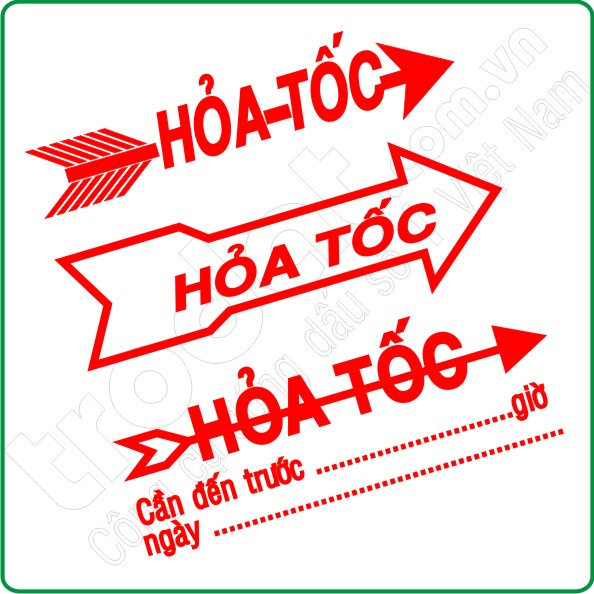 HỎA-TỐC
HỎA TỐC
HỎA TỐC
Cần đến trước ........................ giờ
ngày ............................................